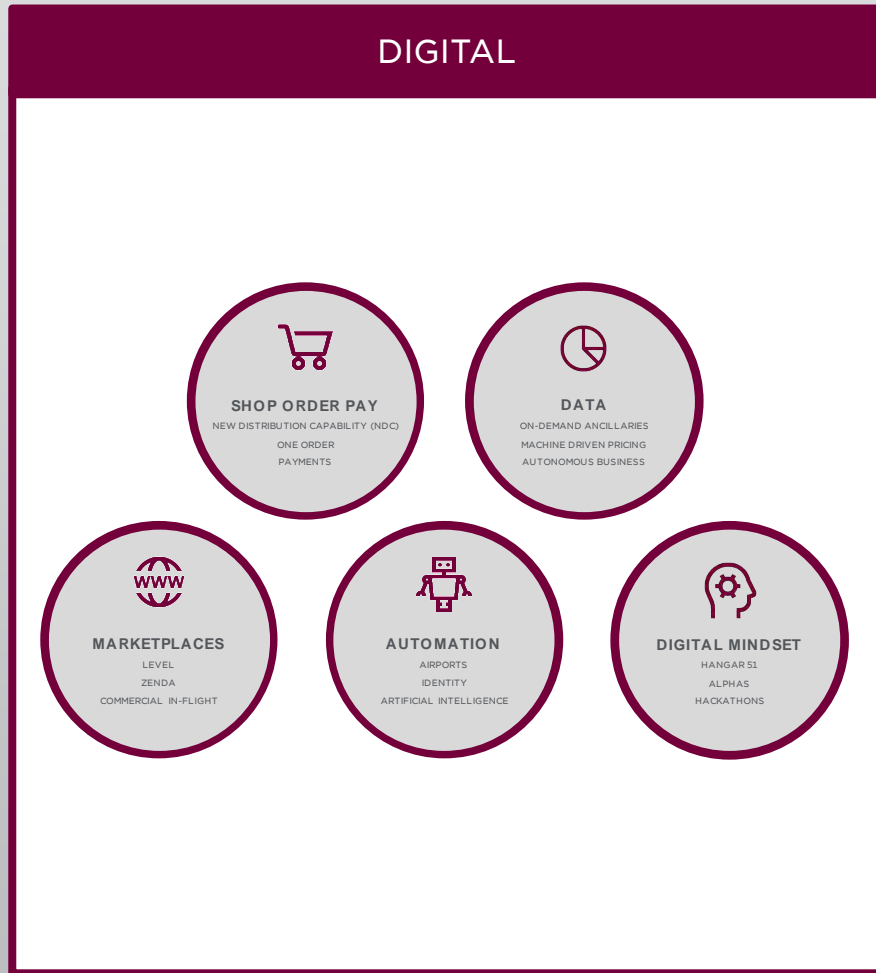 DIGITAL
SHOP ORDER PAY
NEW DISTRIBUTION CAPABILITY (NDC)
ONE ORDER
PAYMENTS
DATA
ON-DEMAND ANCILLARIES
MACHINE DRIVEN PRICING
AUTONOMOUS BUSINESS
WWW
MARKETPLACES
LEVEL
ZENDA
COMMERCIAL IN-FLIGHT
AUTOMATION
AIRPORTS
IDENTITY
ARTIFICIAL INTELLIGENCE
DIGITAL MINDSET
HANGAR 51
ALPHAS
HACKATHONS